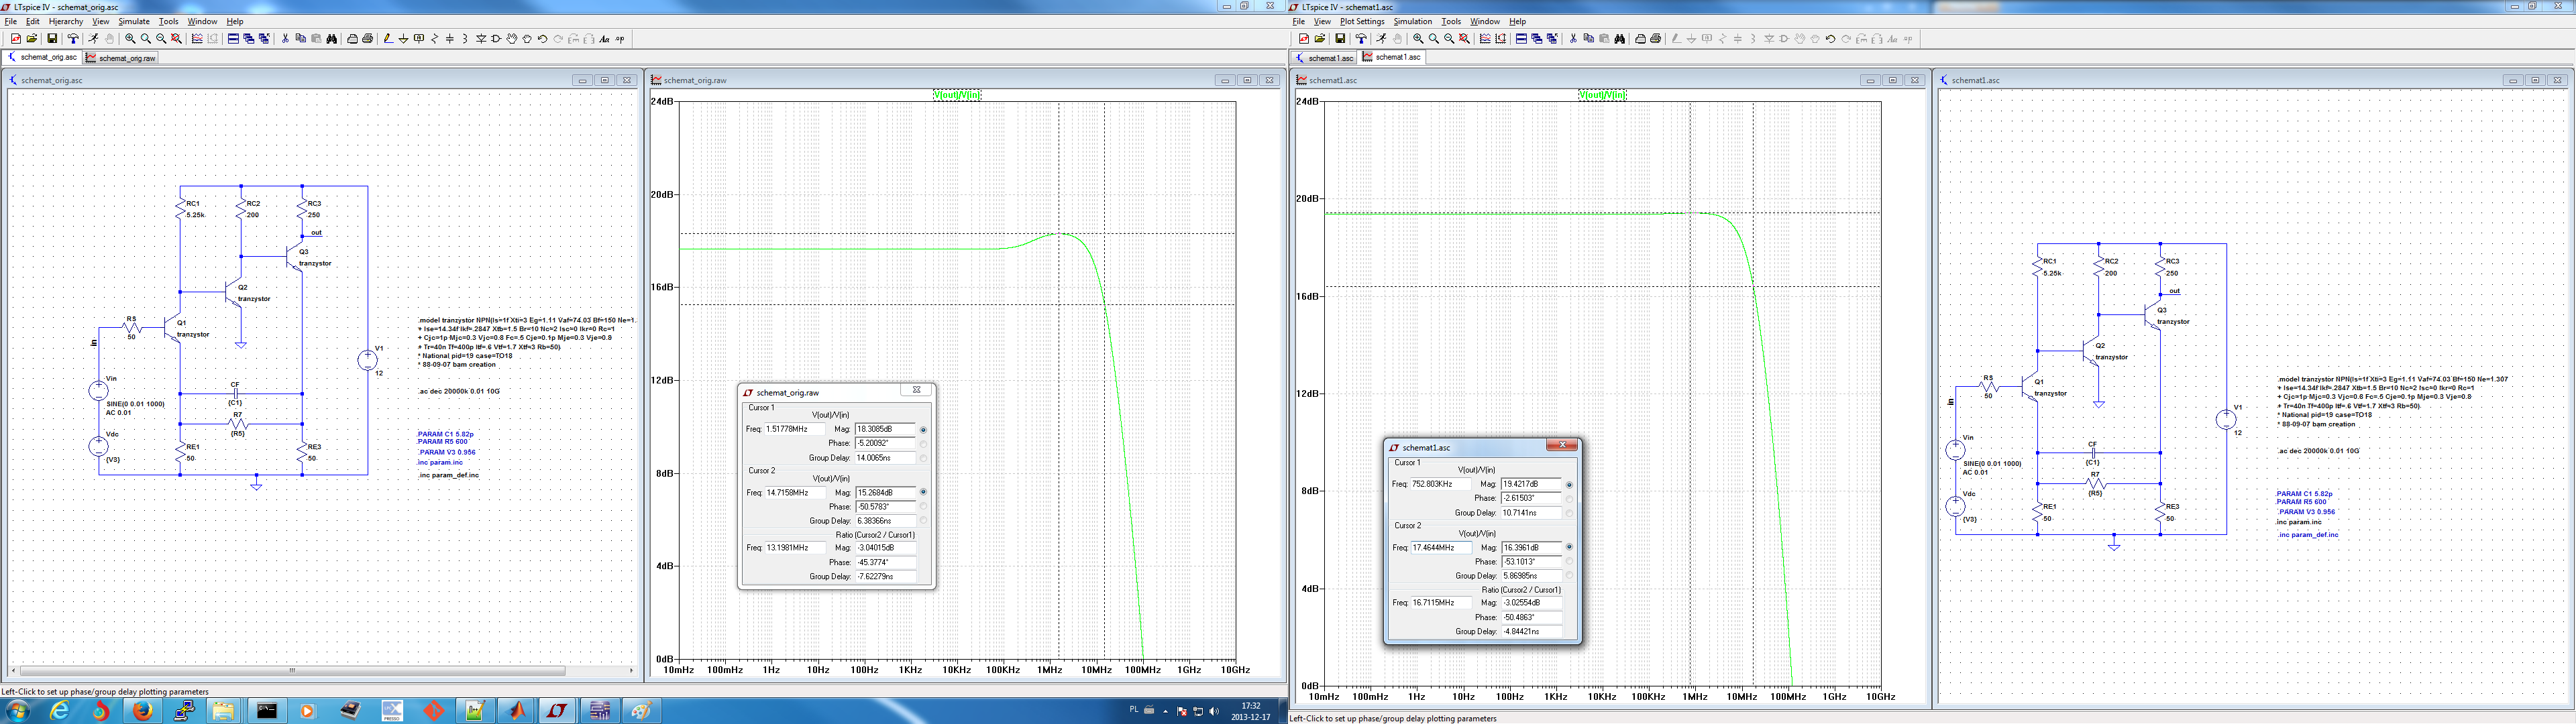 LTspice IV - schemat_orig.asc
File Edit Hierarchy View Simulate Tools Window Help
schemat_orig.asc schemat_orig.raw
schemat_orig.asc
RC1
5.25k
RC2
200
RC3
250
out
Q3
tranzystor
Q2
tranzystor
RS
50
Q1
tranzystor
in
Vin
SINE(0 0.01 1000)
AC 0.01
Vdc
{V3}
CF
{C1}
R7
{R5}
RE1
50
RE3
50
V1
12
.model tranzystor NPN(Is=1f Xti=3 Eg=1.11 Vaf=74.03 Bf=150 Ne=1.
+ Ise=14.34f Ikf=.2847 Xtb=1.5 Br=10 Nc=2 Isc=0 Ikr=0 Rc=1
+ Cjc=1p Mjc=0.3 Vjc=0.8 Fc=.5 Cje=0.1p Mje=0.3 Vje=0.8
+ Tr=40n Tf=400p Itf=.6 Vtf=1.7 Xtf=3 Rb=50)
* National pid=19 case=TO18
* 88-09-07 bam creation
.ac dec 20000k 0.01 10G
.PARAM C1 5.82p
.PARAM R5 600
.PARAM V3 0.956
.inc param.inc
.inc param_def.inc
schemat_orig.raw
V(out)/V(in)
24dB
20dB
16dB
12dB
8dB
4dB
0dB
10mHz 100mHz 1Hz 10Hz 100Hz 1KHz 10KHz 100KHz 1MHz 10MHz 100MHz 1GHz 10GHz
schemat_orig.raw
Cursor 1
V(out)/V(in)
Freq: 1.51778MHz Mag: 18.3085dB
Phase: -5.20092°
Group Delay: 14.0065ns
Cursor 2
V(out)/V(in)
Freq: 14.7158MHz Mag: 15.2684dB
Phase: -50.5783°
Group Delay: 6.38366ns
Ratio (Cursor2 / Cursor1)
Freq: 13.1981MHz Mag: -3.04015dB
Phase: -45.3774°
Group Delay: -7.62279ns
Left-Click to set up phase/group delay plotting parameters
PL 17:32
2013-12-17
LTspice IV - schemat1.asc
File View Plot Settings Simulation Tools Window Help
schemat1.asc schemat1.asc
schemat1.asc
V(out)/V(in)
24dB
20dB
16dB
12dB
8dB
4dB
0dB
10mHz 100mHz 1Hz 10Hz 100Hz 1KHz 10KHz 100KHz 1MHz 10MHz 100MHz 1GHz 10GHz
schemat1.asc
Cursor 1
V(out)/V(in)
Freq: 752.803KHz Mag: 19.4217dB
Phase: -2.61503°
Group Delay: 10.7141ns
Cursor 2
V(out)/V(in)
Freq: 17.4644MHz Mag: 16.3961dB
Phase: -53.1013°
Group Delay: 5.86985ns
Ratio (Cursor2 / Cursor1)
Freq: 16.7115MHz Mag: -3.02554dB
Phase: -50.4863°
Group Delay: -4.84421ns
Left-Click to set up phase/group delay plotting parameters
schemat1.asc
RC1
5.25k
RC2
200
RC3
250
out
Q3
tranzystor
Q2
tranzystor
RS
50
Q1
tranzystor
in
Vin
SINE(0 0.01 1000)
AC 0.01
Vdc
{V3}
CF
{C1}
R7
{R5}
RE1
50
RE3
50
V1
12
.model tranzystor NPN(Is=1f Xti=3 Eg=1.11 Vaf=74.03 Bf=150 Ne=1.307
+ Ise=14.34f Ikf=.2847 Xtb=1.5 Br=10 Nc=2 Isc=0 Ikr=0 Rc=1
+ Cjc=1p Mjc=0.3 Vjc=0.8 Fc=.5 Cje=0.1p Mje=0.3 Vje=0.8
+ Tr=40n Tf=400p Itf=.6 Vtf=1.7 Xtf=3 Rb=50)
* National pid=19 case=TO18
* 88-09-07 bam creation
.ac dec 20000k 0.01 10G
.PARAM C1 5.82p
.PARAM R5 600
.PARAM V3 0.956
.inc param.inc
.inc param_def.inc